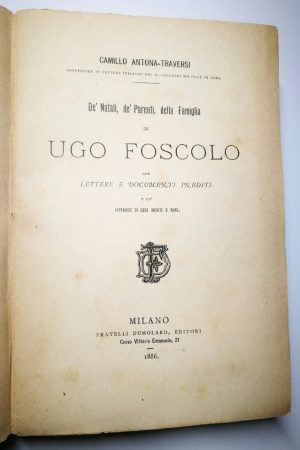 CAMILLO ANTONA-TRAVERSI
PROFESSORE DI LETTERE ITALIANE NEL R. COLLEGIO MILITARE DI ROMA
De' Natali, de' Parenti, della Famiglia
DI
UGO FOSCOLO
CON
LETTERE E DOCUMENTI INEDITI
E UN'
APPENDICE DI COSE INEDITE O RARE.
MILANO
FRATELLI DUMOLARD, EDITORI
Corso Vittorio Emanuele, 21
1886.